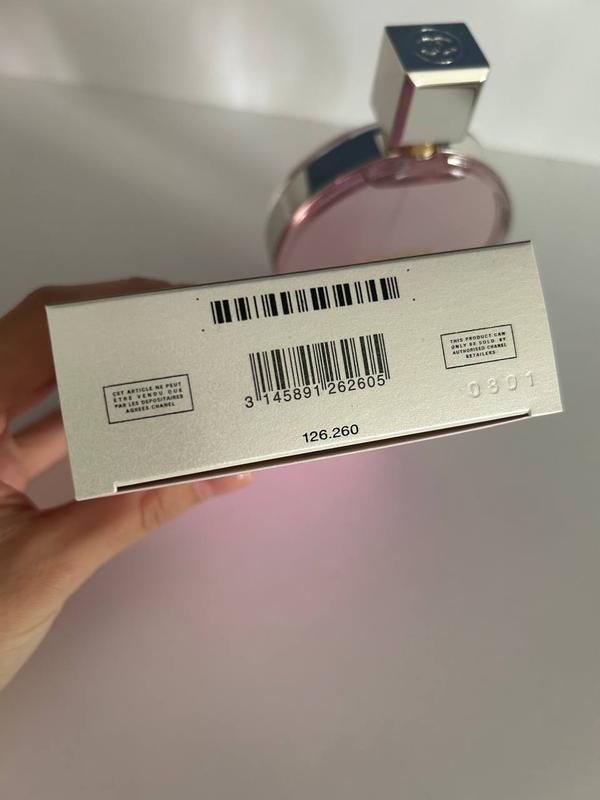 CET ARTICLE NE PEUT
ÊTRE VENDU QUE
PAR LES DEPOSITAIRES
AGREES CHANEL
3 145891 262605
126.260
THIS PRODUCT CAN
ONLY BE SOLD BY
AUTHORISED CHANEL
RETAILERS
0301